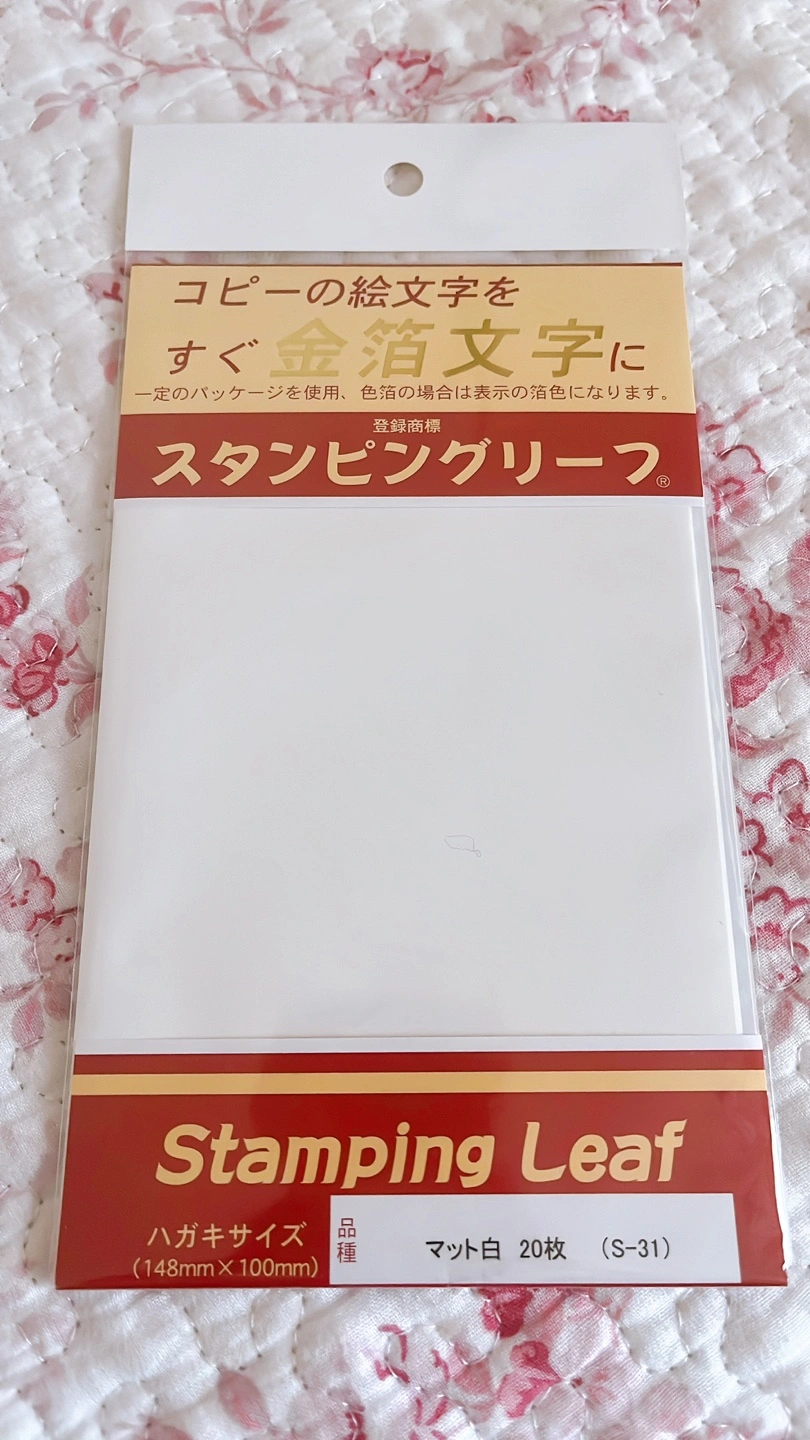 コピーの絵文字を
すぐ金箔文字に
一定のパッケージを使用、色箔の場合は表示の箔色になります。
登録商標
スタンピングリーフ®
Stamping Leaf
ハガキサイズ
(148mm×100mm)
品種
マット白 20枚 (S-31)